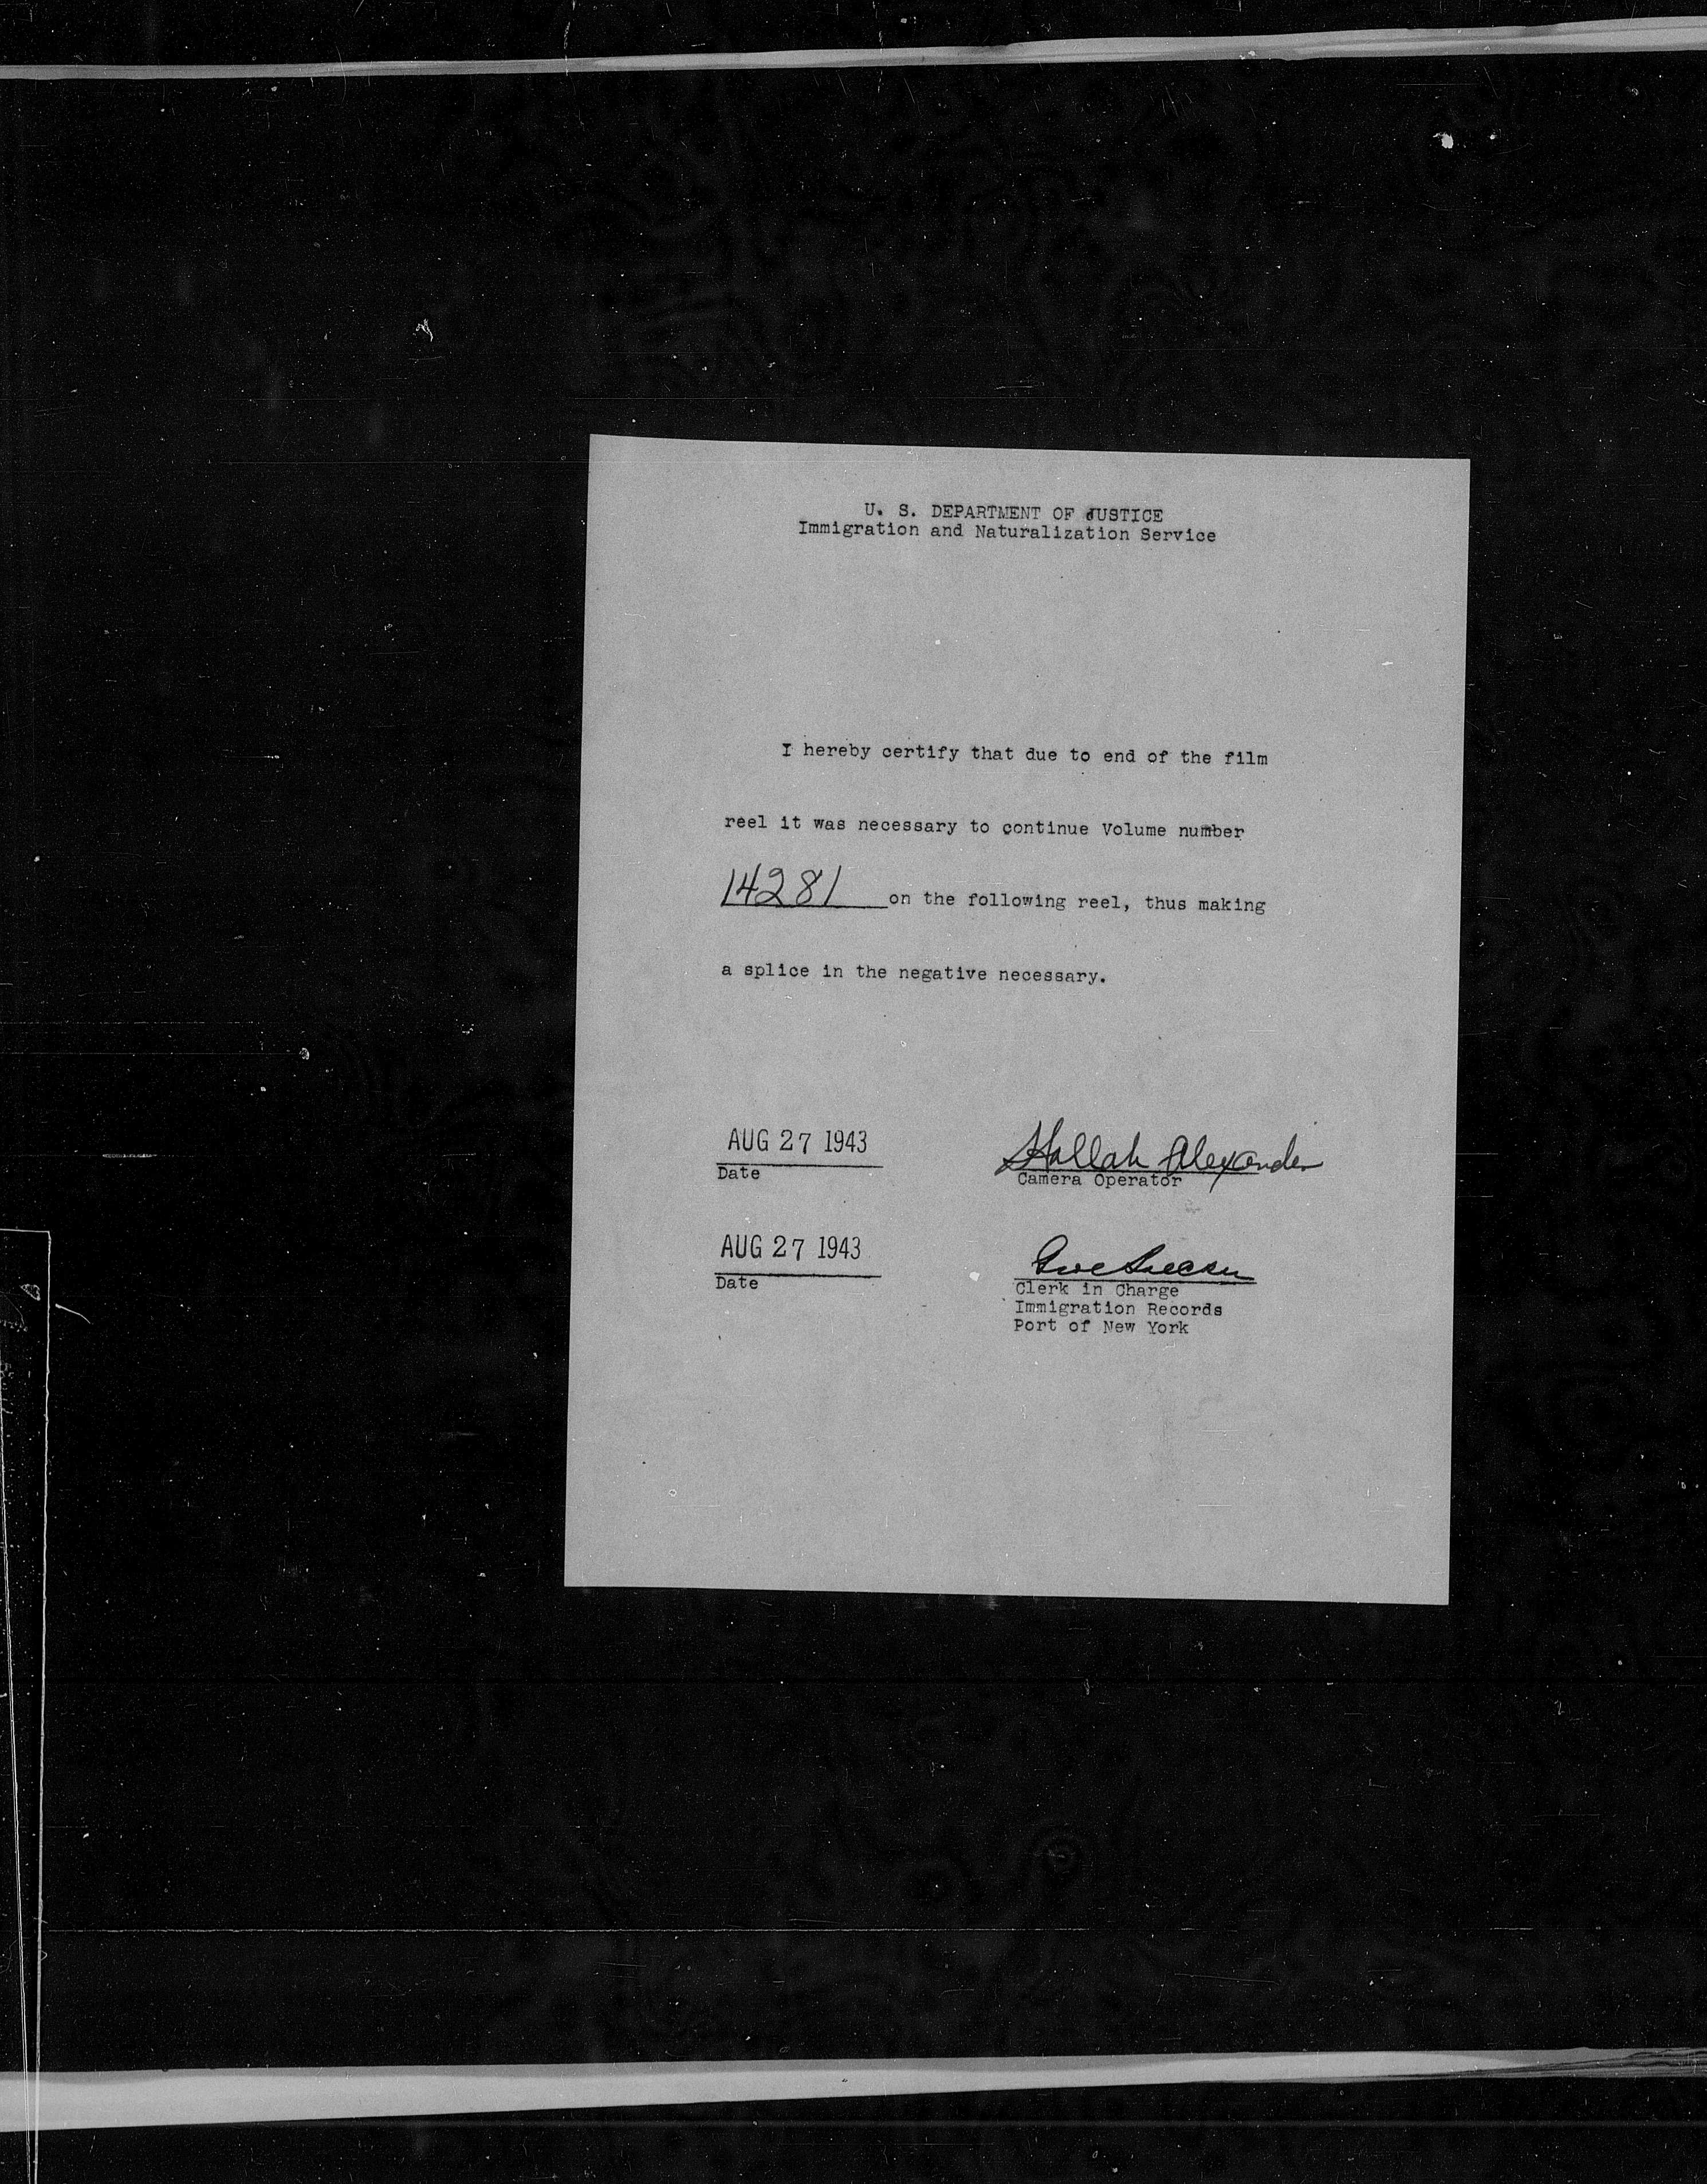 U. S. DEPARTMENT OF JUSTICE
Immigration and Naturalization Service
I hereby certify that due to end of the film
reel it was necessary to continue Volume number
14281 on the following reel, thus making
a splice in the negative necessary.
AUG 27 1943
Date
Hallah Alexander
Camera Operator
AUG 27 1943
Date
Clerk in Charge
Immigration Records
Port of New York